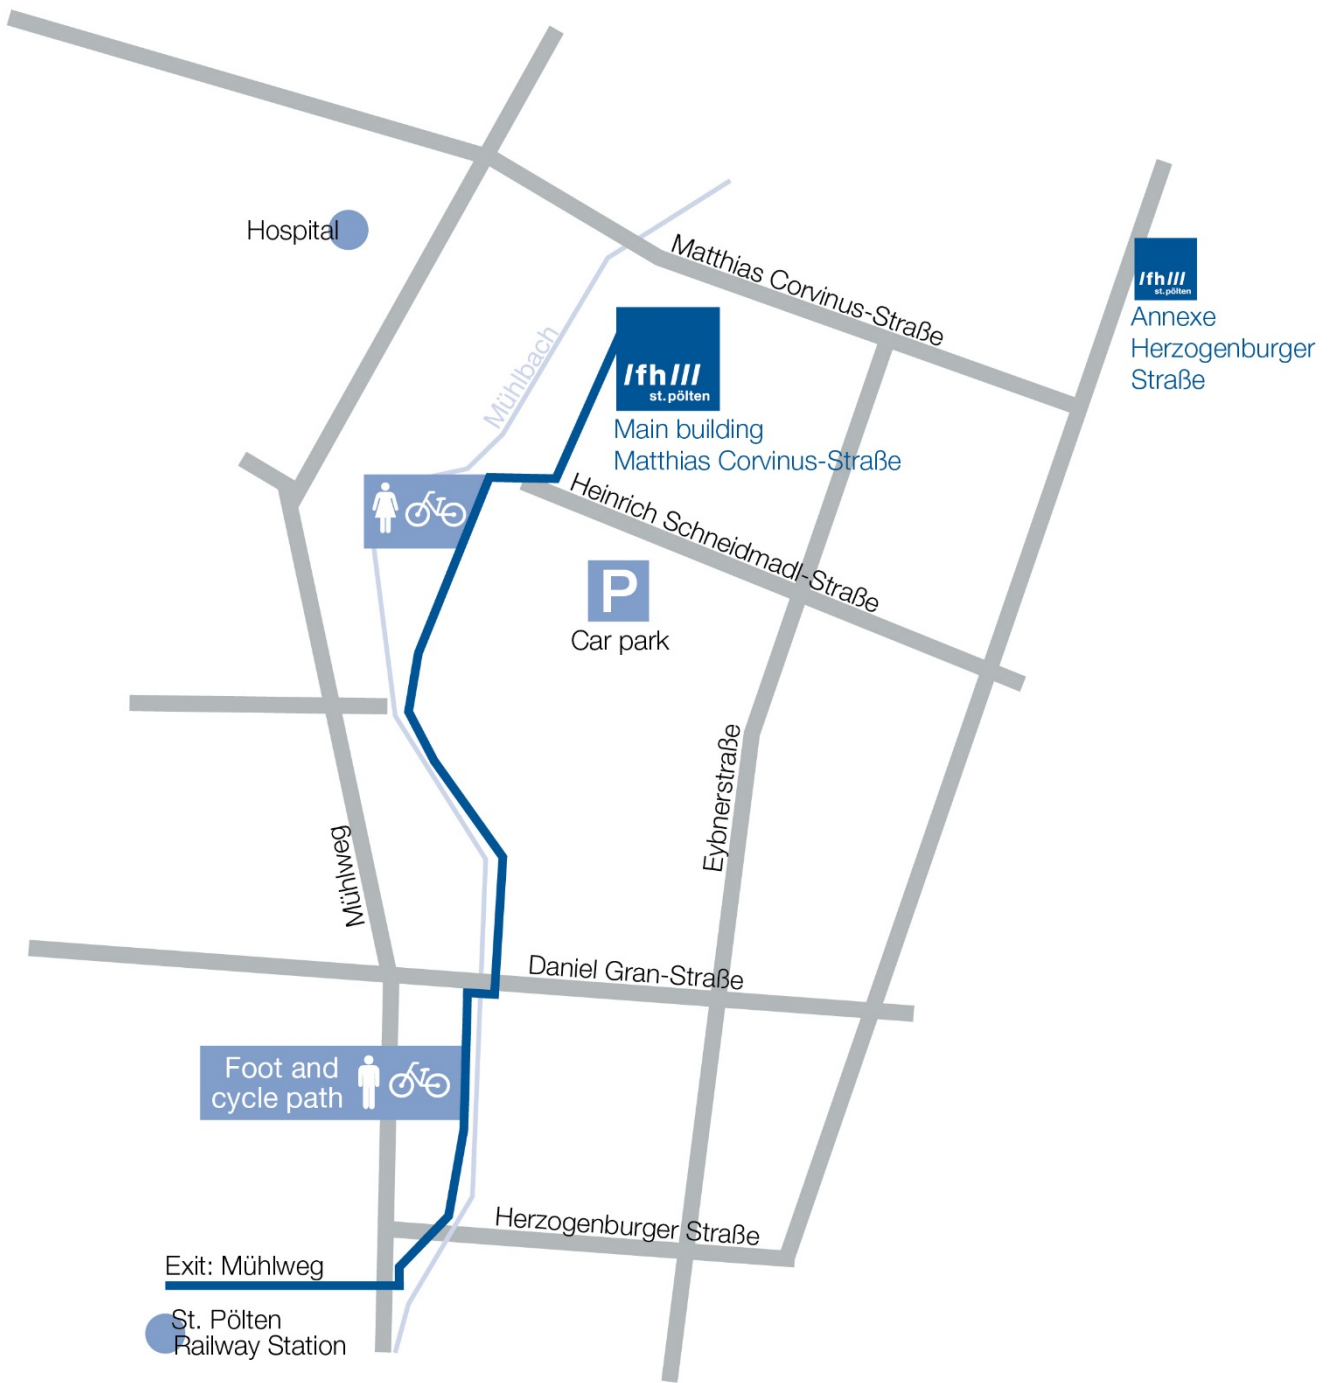 Hospital
Matthias Corvinus-Straße
/fh///
st.pölten
Annexe
Herzogenburger
Straße
Mühlbach
/fh///
st.pölten
Main building
Matthias Corvinus-Straße
Heinrich Schneidmadl-Straße
P
Car park
Eybnerstraße
Mühlweg
Daniel Gran-Straße
Foot and
cycle path
Herzogenburger Straße
Exit: Mühlweg
St. Pölten
Railway Station